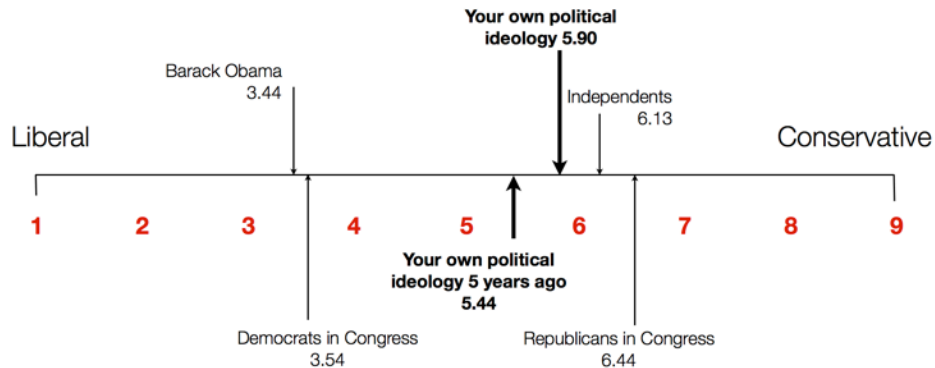 Your own political
ideology 5.90
Barack Obama
3.44
Independents
6.13
Liberal
Conservative
1 2 3 4 5 6 7 8 9
Your own political
ideology 5 years ago
5.44
Democrats in Congress
3.54
Republicans in Congress
6.44